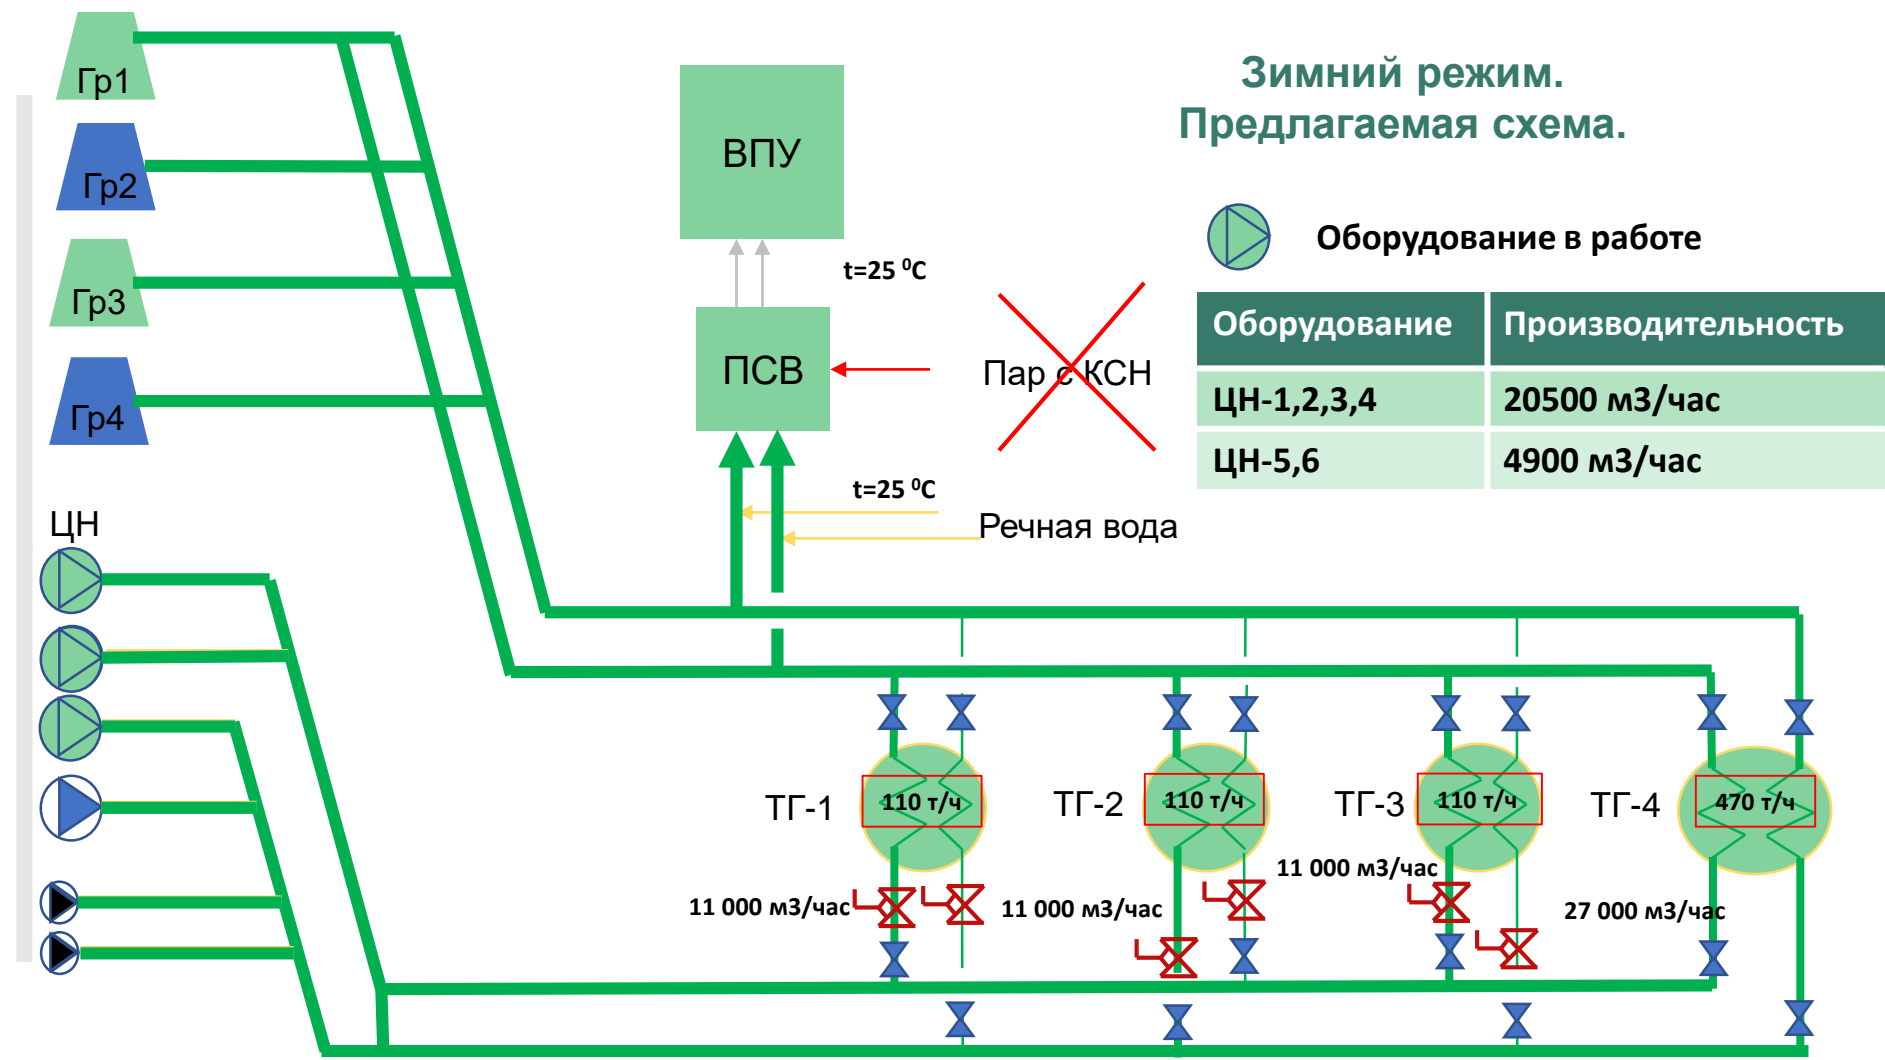 Зимний режим.
Предлагаемая схема.
Гр1
Гр2
Гр3
Гр4
ВПУ
t=25 ⁰C
ПСВ
Пар с КСН
t=25 ⁰C
Речная вода
Оборудование в работе
Оборудование Производительность
ЦН-1,2,3,4 20500 м3/час
ЦН-5,6 4900 м3/час
ЦН
ТГ-1
110 т/ч
ТГ-2
110 т/ч
ТГ-3
110 т/ч
ТГ-4
470 т/ч
11 000 м3/час
11 000 м3/час
11 000 м3/час
27 000 м3/час